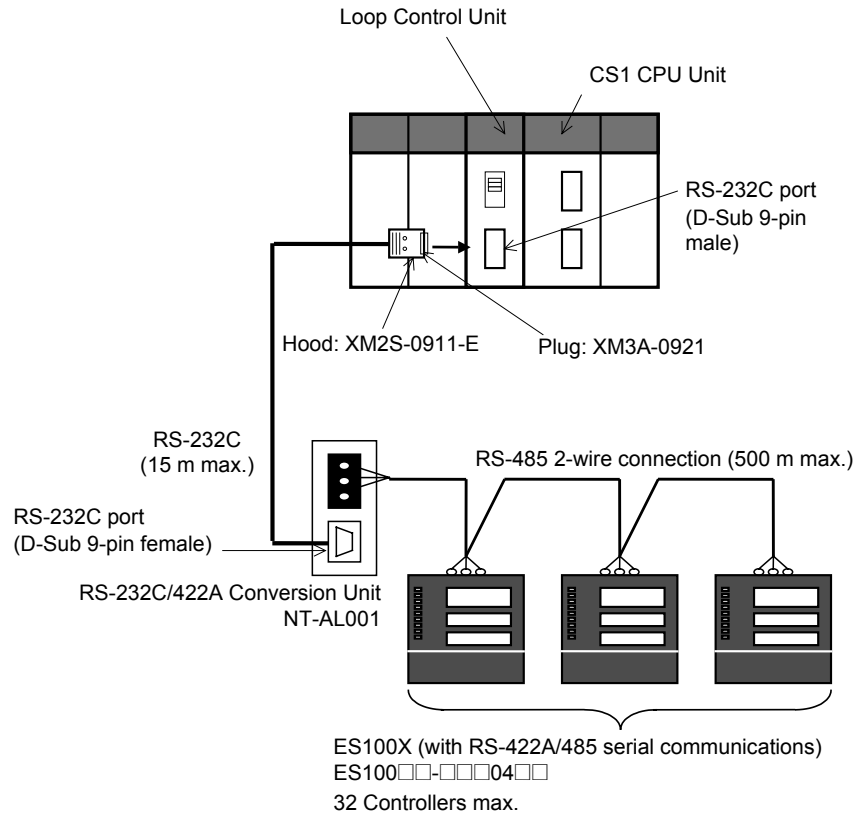 Loop Control Unit
CS1 CPU Unit
RS-232C port
(D-Sub 9-pin
male)
Hood: XM2S-0911-E
Plug: XM3A-0921
RS-232C
(15 m max.)
RS-485 2-wire connection (500 m max.)
RS-232C port
(D-Sub 9-pin female)
RS-232C/422A Conversion Unit
NT-AL001
ES100X (with RS-422A/485 serial communications)
ES100□□-□□□04□□
32 Controllers max.